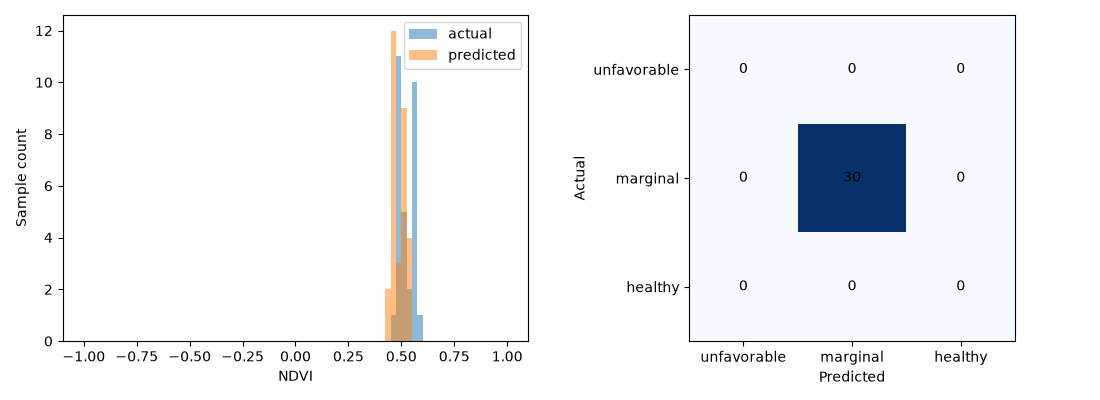 12
10
8
6
4
2
0
Sample count
−1.00 −0.75 −0.50 −0.25 0.00 0.25 0.50 0.75 1.00
NDVI
actual
predicted
Actual
unfavorable 0 0 0
marginal 0 30 0
healthy 0 0 0
unfavorable marginal healthy
Predicted